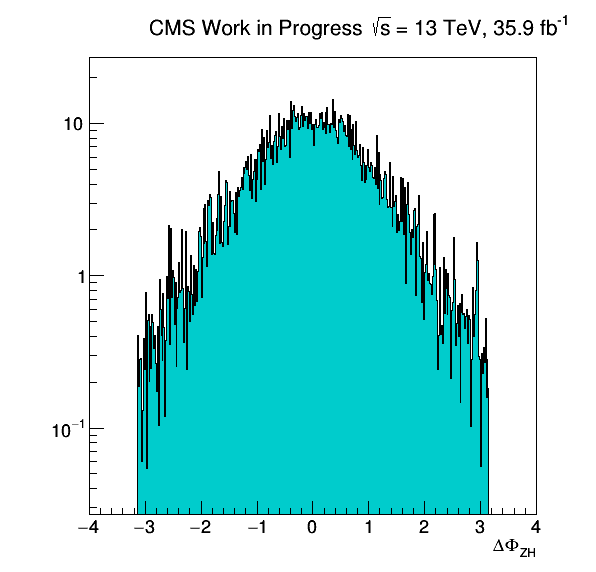 CMS Work in Progress √s = 13 TeV, 35.9 fb⁻¹
10
1
10⁻¹
−4 −3 −2 −1 0 1 2 3 4
ΔΦ_ZH